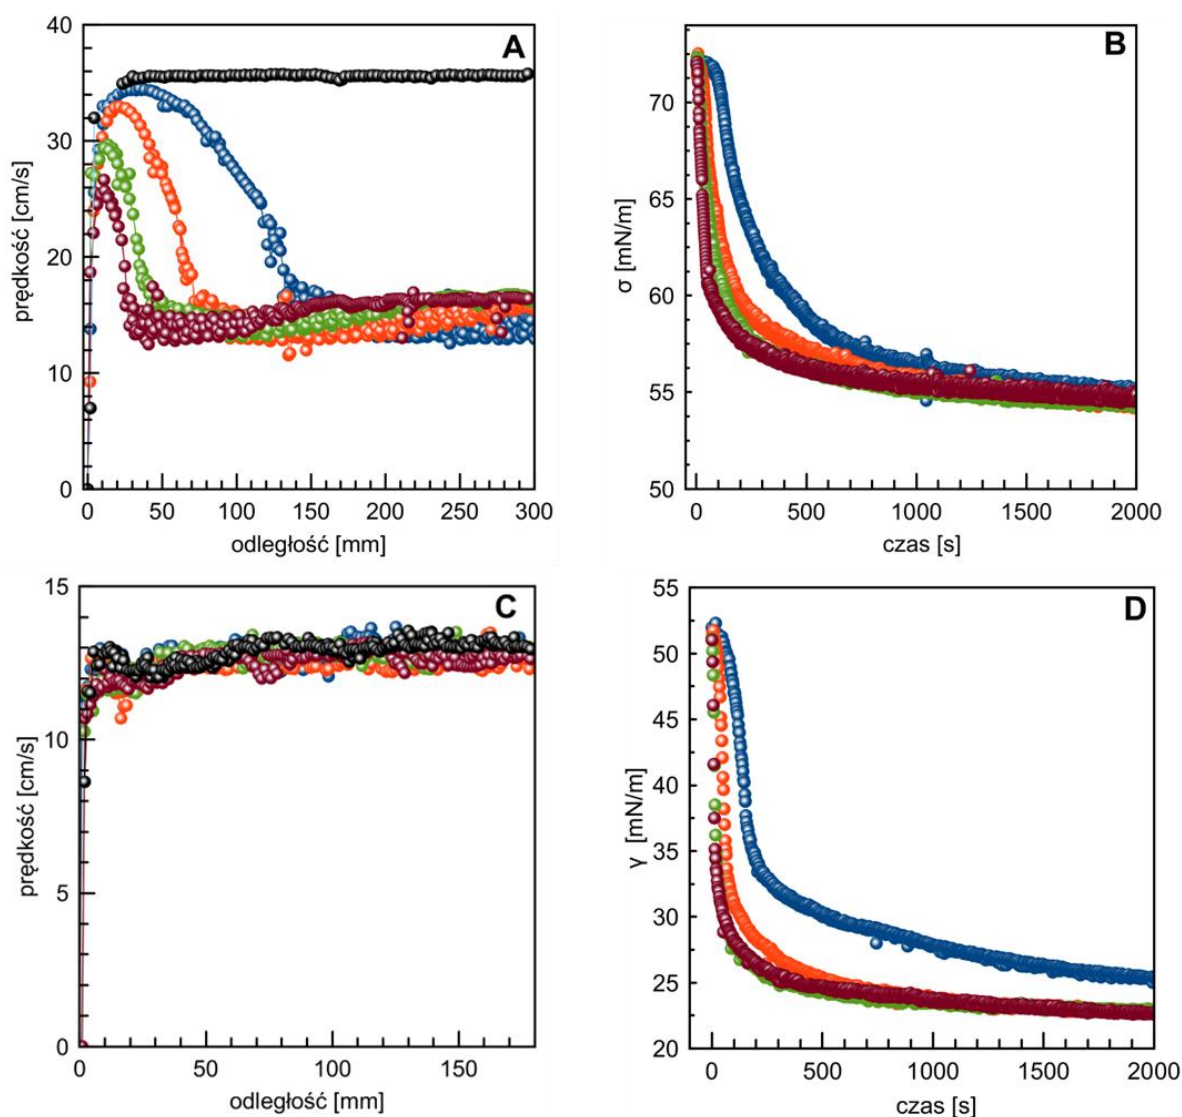 A
prędkość [cm/s]
40
30
20
10
0
0 50 100 150 200 250 300
odległość [mm]
B
σ [mN/m]
70
65
60
55
50
0 500 1000 1500 2000
czas [s]
C
prędkość [cm/s]
15
10
5
0
0 50 100 150
odległość [mm]
D
γ [mN/m]
55
50
45
40
35
30
25
20
0 500 1000 1500 2000
czas [s]